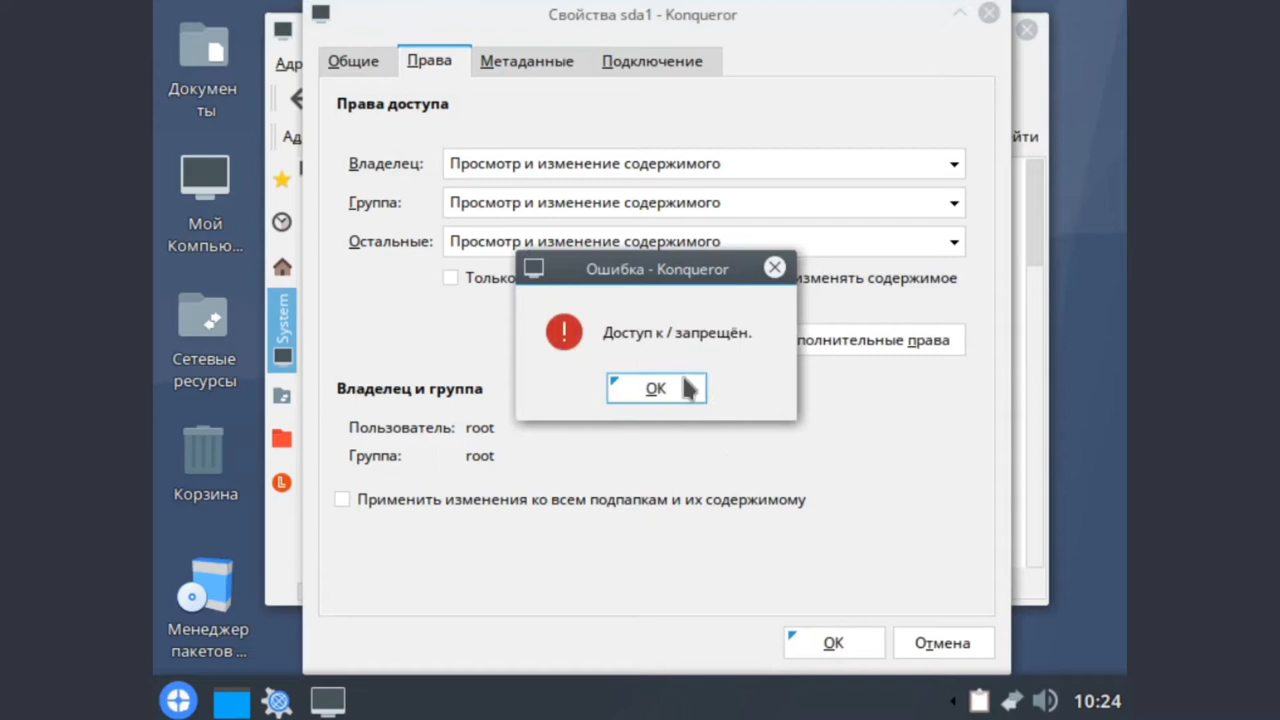 Свойства sda1 - Konqueror
Документы
Мой Компью...
Сетевые ресурсы
Корзина
Менеджер пакетов ...
Адр
Ад
йти
System
Общие
Права
Метаданные
Подключение
Права доступа
Владелец: Просмотр и изменение содержимого
Группа: Просмотр и изменение содержимого
Остальные: Просмотр и изменение содержимого
Только
изменять содержимое
Ошибка - Konqueror
Доступ к / запрещён.
OK
полнительные права
Владелец и группа
Пользователь: root
Группа: root
Применить изменения ко всем подпапкам и их содержимому
OK
Отмена
10:24